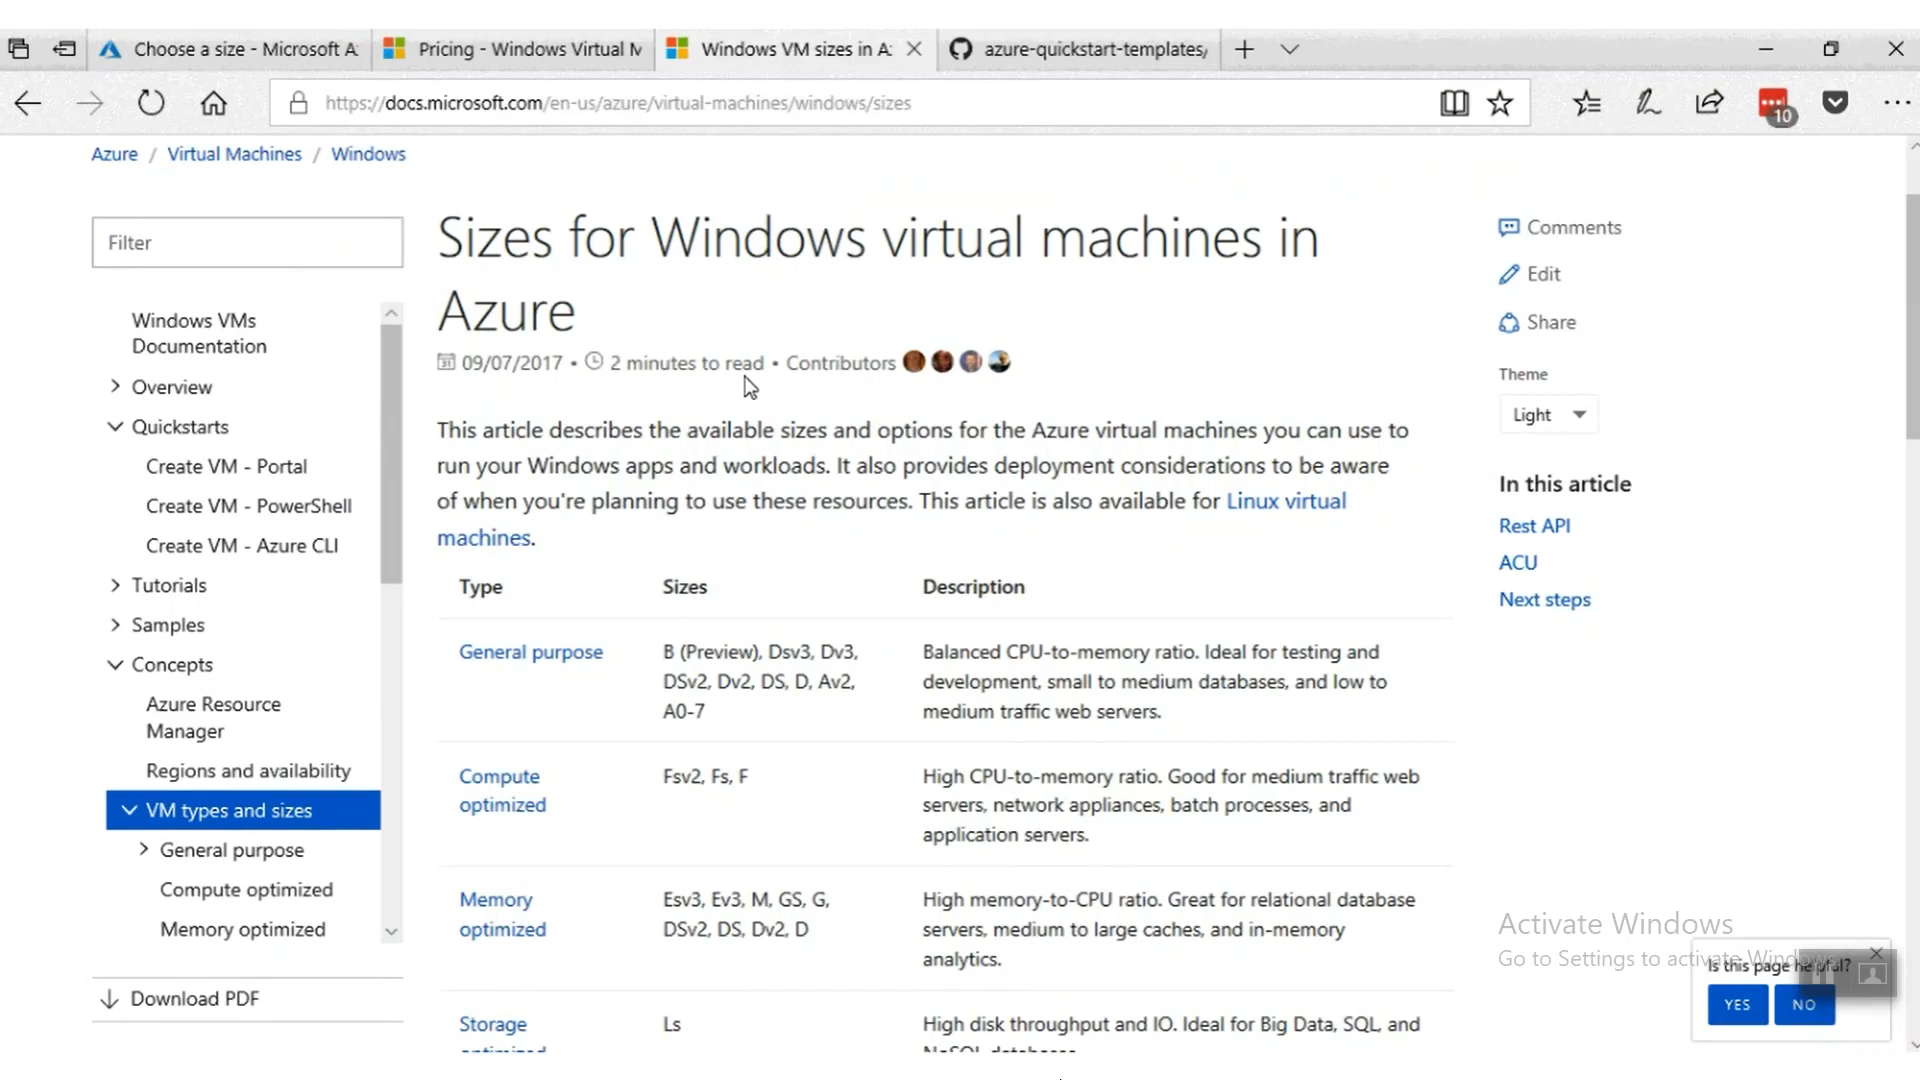 Choose a size - Microsoft A:
Pricing - Windows Virtual M
Windows VM sizes in A:
azure-quickstart-templates/
https://docs.microsoft.com/en-us/azure/virtual-machines/windows/sizes
10
Azure / Virtual Machines / Windows
Filter
Windows VMs
Documentation
Overview
Quickstarts
Create VM - Portal
Create VM - PowerShell
Create VM - Azure CLI
Tutorials
Samples
Concepts
Azure Resource
Manager
Regions and availability
VM types and sizes
General purpose
Compute optimized
Memory optimized
Download PDF
Sizes for Windows virtual machines in
Azure
09/07/2017 • 2 minutes to read • Contributors
This article describes the available sizes and options for the Azure virtual machines you can use to
run your Windows apps and workloads. It also provides deployment considerations to be aware
of when you're planning to use these resources. This article is also available for Linux virtual
machines.
Type Sizes Description
General purpose
B (Preview), Dsv3, Dv3,
DSv2, Dv2, DS, D, Av2,
A0-7
Balanced CPU-to-memory ratio. Ideal for testing and
development, small to medium databases, and low to
medium traffic web servers.
Compute
optimized
Fsv2, Fs, F
High CPU-to-memory ratio. Good for medium traffic web
servers, network appliances, batch processes, and
application servers.
Memory
optimized
Esv3, Ev3, M, GS, G,
DSv2, DS, Dv2, D
High memory-to-CPU ratio. Great for relational database
servers, medium to large caches, and in-memory
analytics.
Storage
Ls
High disk throughput and IO. Ideal for Big Data, SQL, and
Comments
Edit
Share
Theme
Light
In this article
Rest API
ACU
Next steps
Activate Windows
Go to Settings to activate Windows.
Is this page helpful?
YES NO